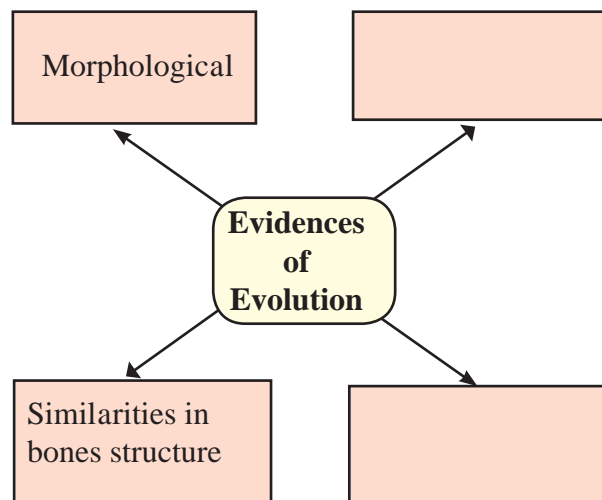 Morphological
Evidences
of
Evolution
Similarities in
bones structure